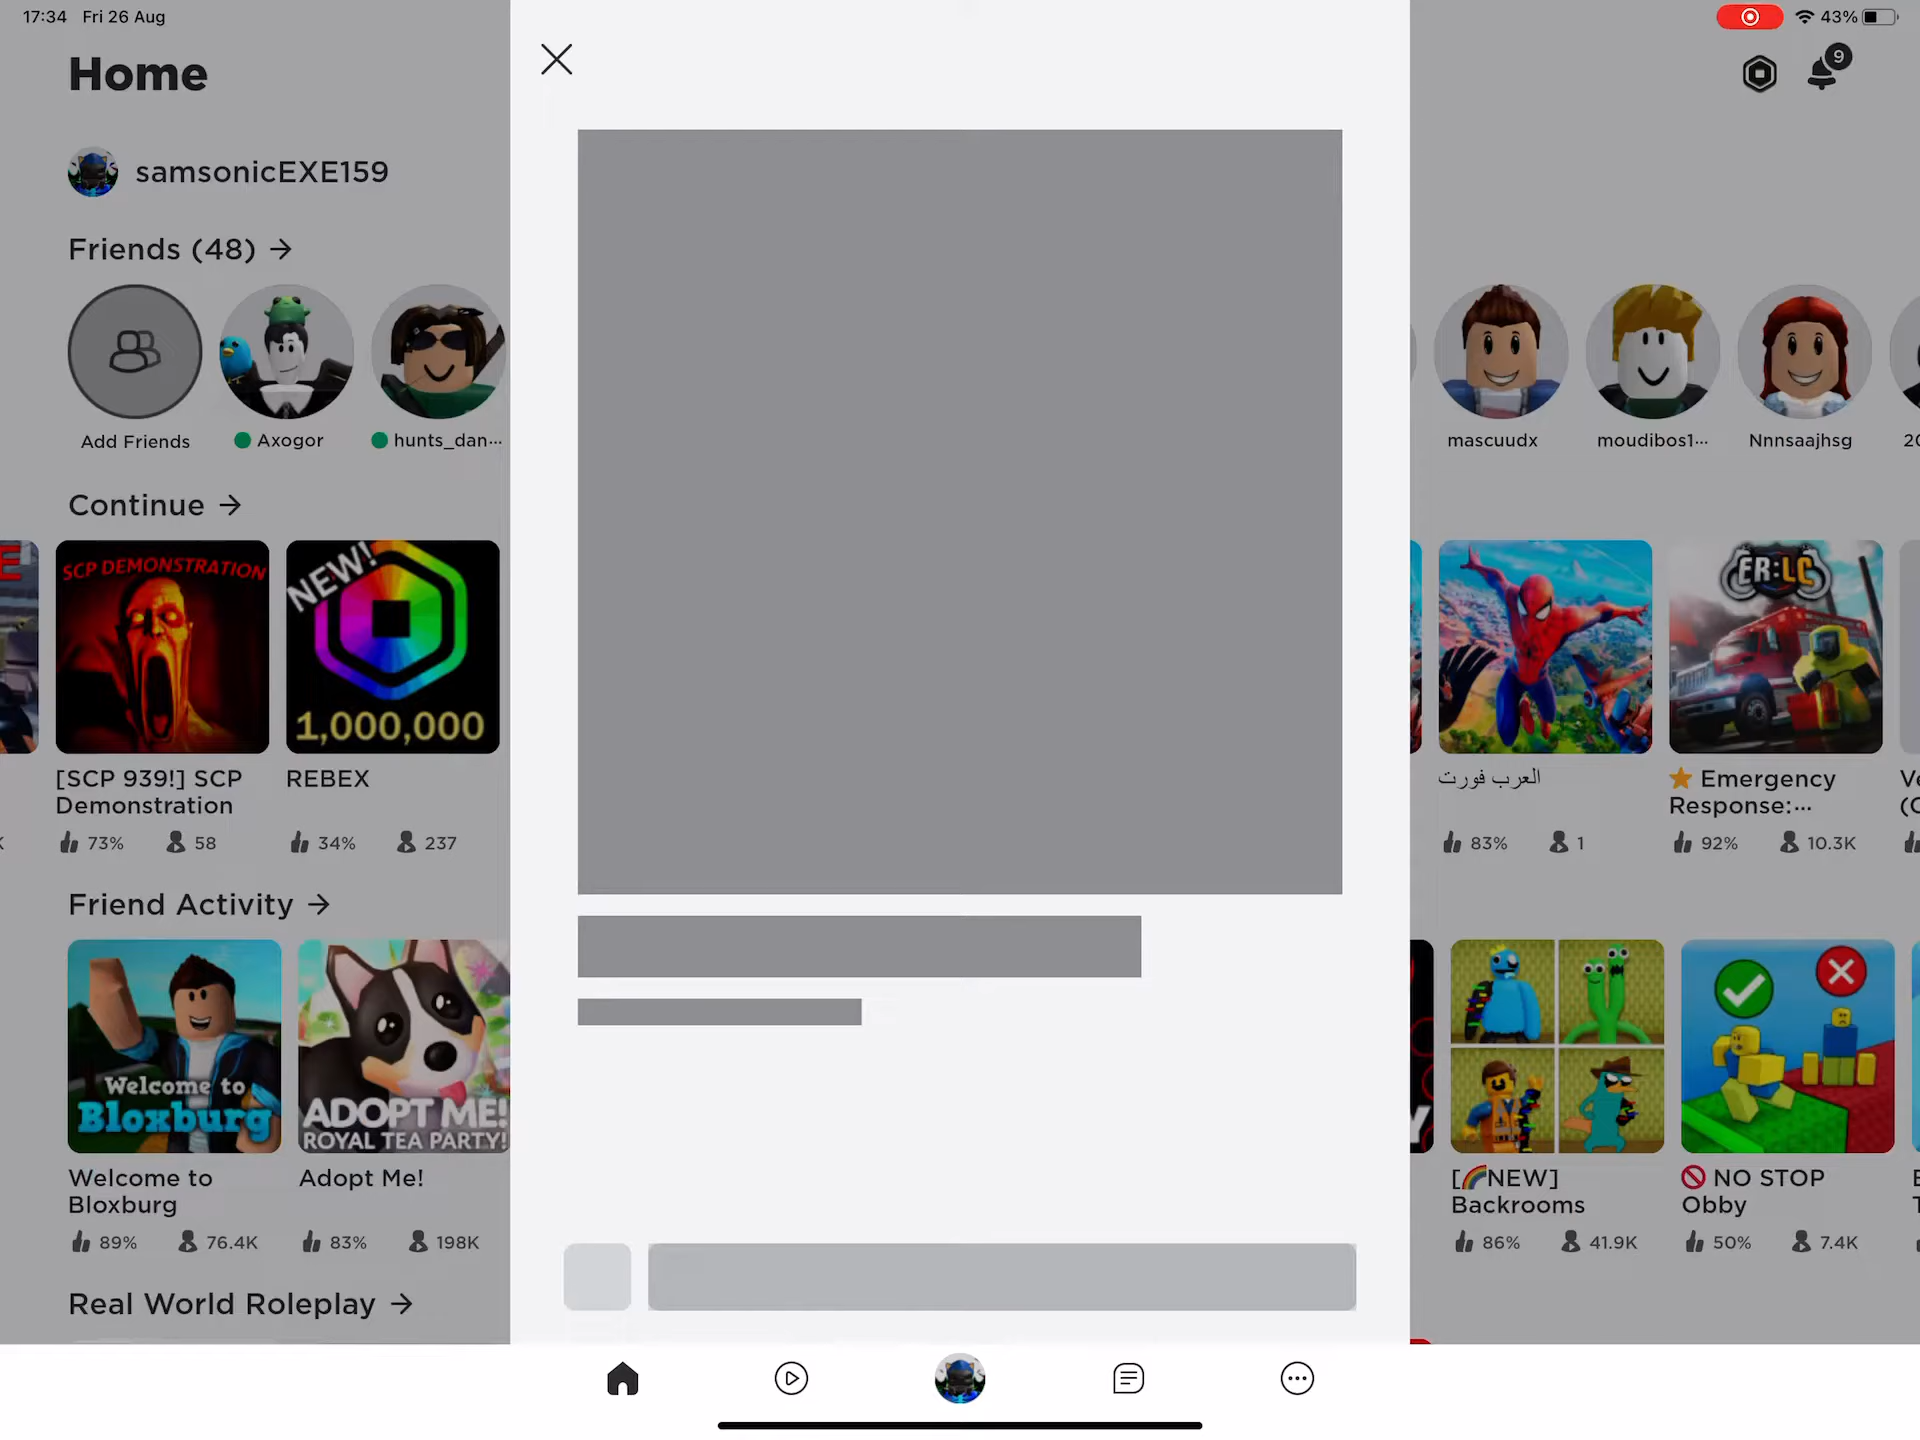 17:34 Fri 26 Aug
43%
Home
9
samsonicEXE159
Friends (48) →
Add Friends
Axogor
hunts_dan...
mascuudx
moudibos1...
Nnnsaajhsg
Continue →
SCP DEMONSTRATION
NEW!
1,000,000
ER:LC
[SCP 939!] SCP
Demonstration
REBEX
العرب فورت
⭐ Emergency
Response:...
73% 58
34% 237
83% 1
92% 10.3K
Friend Activity →
Welcome to
Bloxburg
ADOPT ME!
ROYAL TEA PARTY!
Welcome to
Bloxburg
Adopt Me!
[🌈NEW]
Backrooms
🚫 NO STOP
Obby
89% 76.4K
83% 198K
86% 41.9K
50% 7.4K
Real World Roleplay →